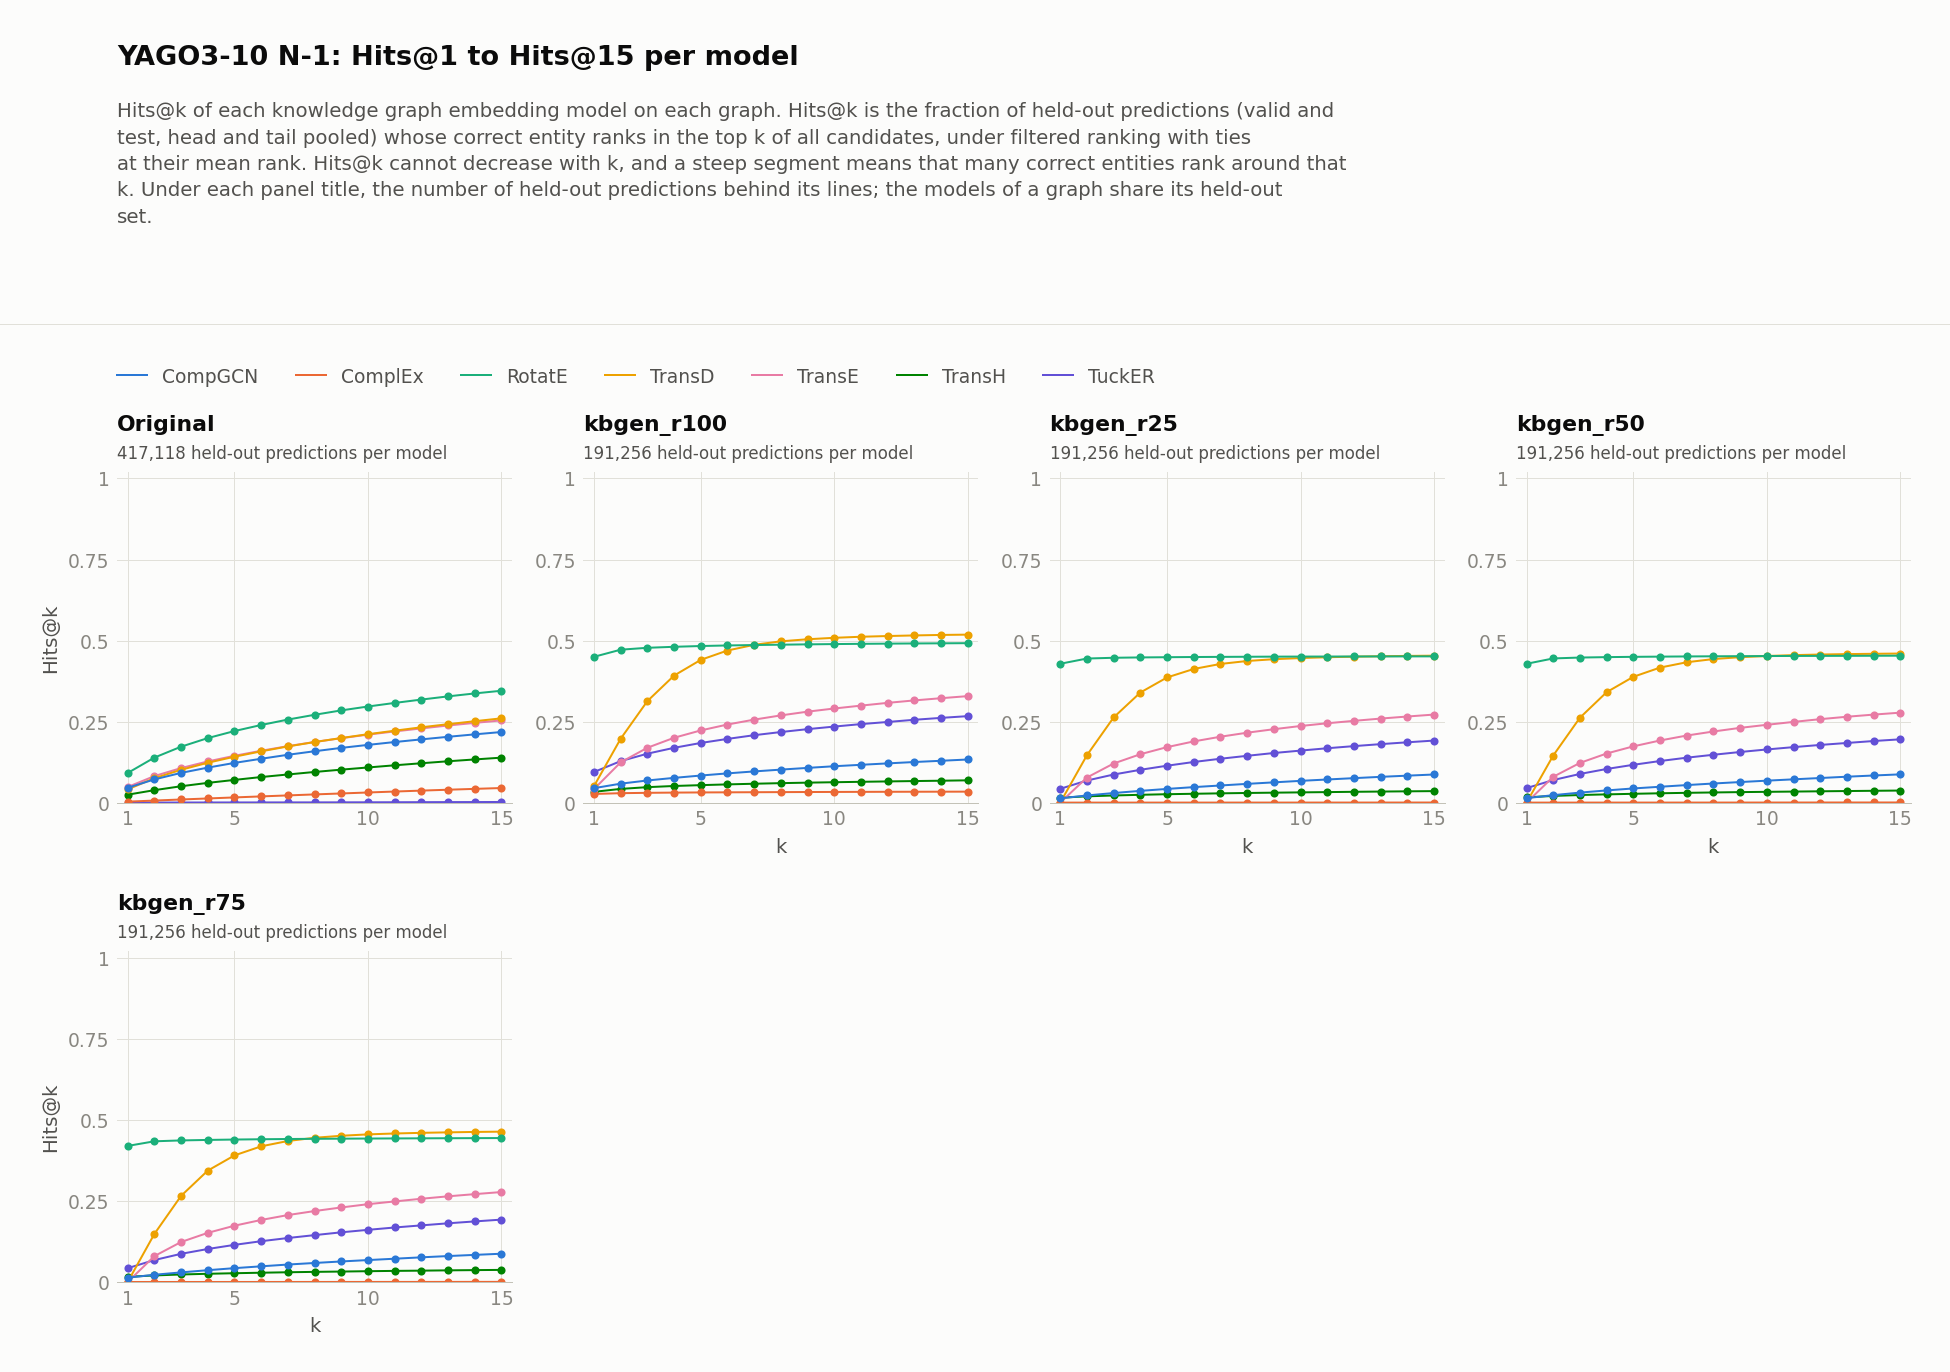 YAGO3-10 N-1: Hits@1 to Hits@15 per model
Hits@k of each knowledge graph embedding model on each graph. Hits@k is the fraction of held-out predictions (valid and
test, head and tail pooled) whose correct entity ranks in the top k of all candidates, under filtered ranking with ties
at their mean rank. Hits@k cannot decrease with k, and a steep segment means that many correct entities rank around that
k. Under each panel title, the number of held-out predictions behind its lines; the models of a graph share its held-out
set.
CompGCN ComplEx RotatE TransD TransE TransH TuckER
Original
417,118 held-out predictions per model
1
0.75
0.5
0.25
0
Hits@k
1 5 10 15
kbgen_r100
191,256 held-out predictions per model
1
0.75
0.5
0.25
0
1 5 10 15
k
kbgen_r25
191,256 held-out predictions per model
1
0.75
0.5
0.25
0
1 5 10 15
k
kbgen_r50
191,256 held-out predictions per model
1
0.75
0.5
0.25
0
1 5 10 15
k
kbgen_r75
191,256 held-out predictions per model
1
0.75
0.5
0.25
0
Hits@k
1 5 10 15
k